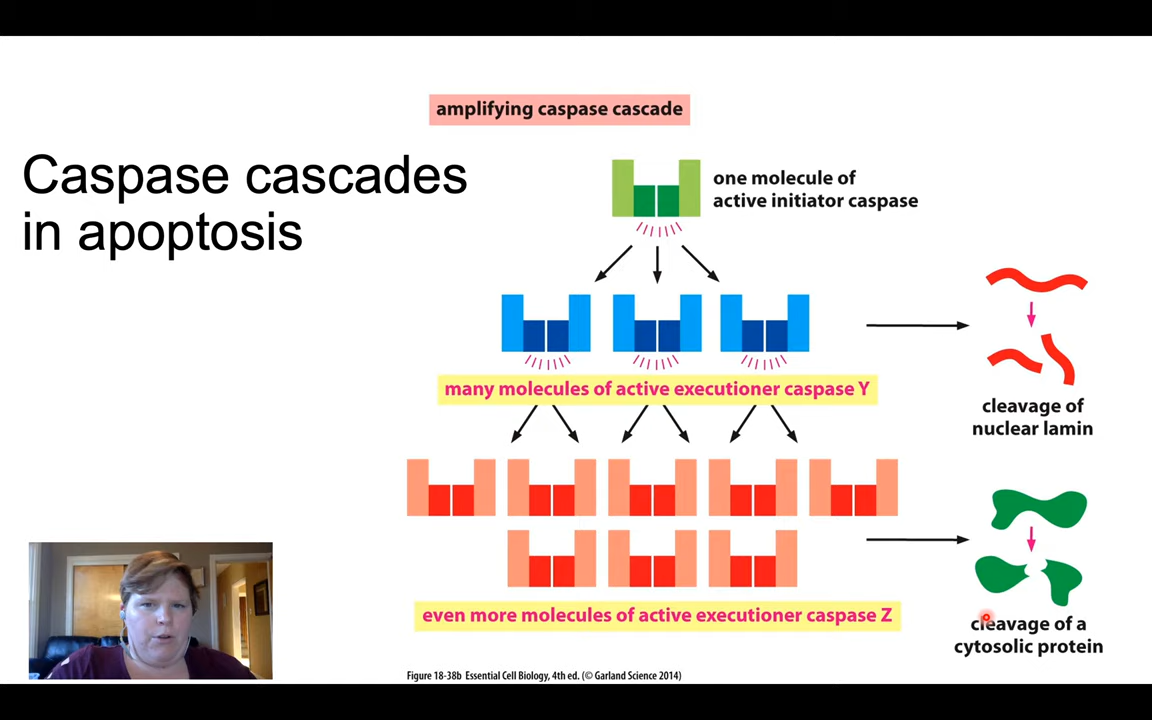 amplifying caspase cascade
Caspase cascades
in apoptosis
one molecule of
active initiator caspase
many molecules of active executioner caspase Y
cleavage of
nuclear lamin
even more molecules of active executioner caspase Z
cleavage of a
cytosolic protein
Figure 18-38b Essential Cell Biology, 4th ed. (© Garland Science 2014)